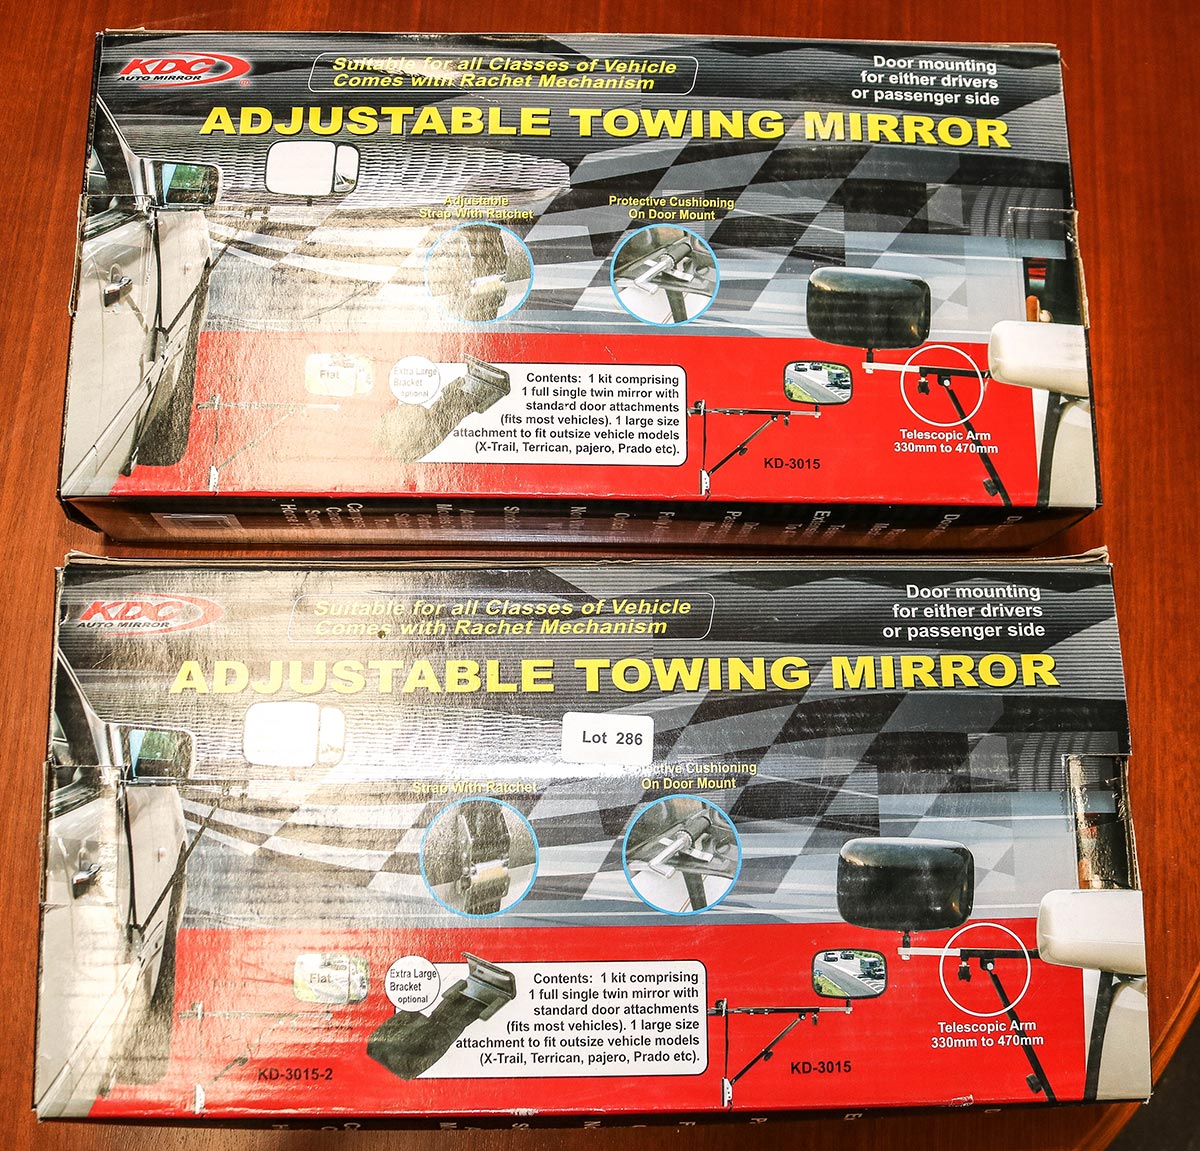 KDC
AUTO MIRROR
Suitable for all Classes of Vehicle
Comes with Rachet Mechanism
Door mounting
for either drivers
or passenger side
ADJUSTABLE TOWING MIRROR
Adjustable
Strap With Ratchet
Protective Cushioning
On Door Mount
Flat
Extra Large
Bracket
optional
Contents: 1 kit comprising
1 full single twin mirror with
standard door attachments
(fits most vehicles). 1 large size
attachment to fit outsize vehicle models
(X-Trail, Terrican, pajero, Prado etc).
KD-3015
Telescopic Arm
330mm to 470mm
KDC
AUTO MIRROR
Suitable for all Classes of Vehicle
Comes with Rachet Mechanism
Door mounting
for either drivers
or passenger side
ADJUSTABLE TOWING MIRROR
Lot 286
Strap With Ratchet
Cushioning
On Door Mount
Flat
Extra Large
Bracket
optional
Contents: 1 kit comprising
1 full single twin mirror with
standard door attachments
(fits most vehicles). 1 large size
attachment to fit outsize vehicle models
(X-Trail, Terrican, pajero, Prado etc).
KD-3015-2
KD-3015
Telescopic Arm
330mm to 470mm